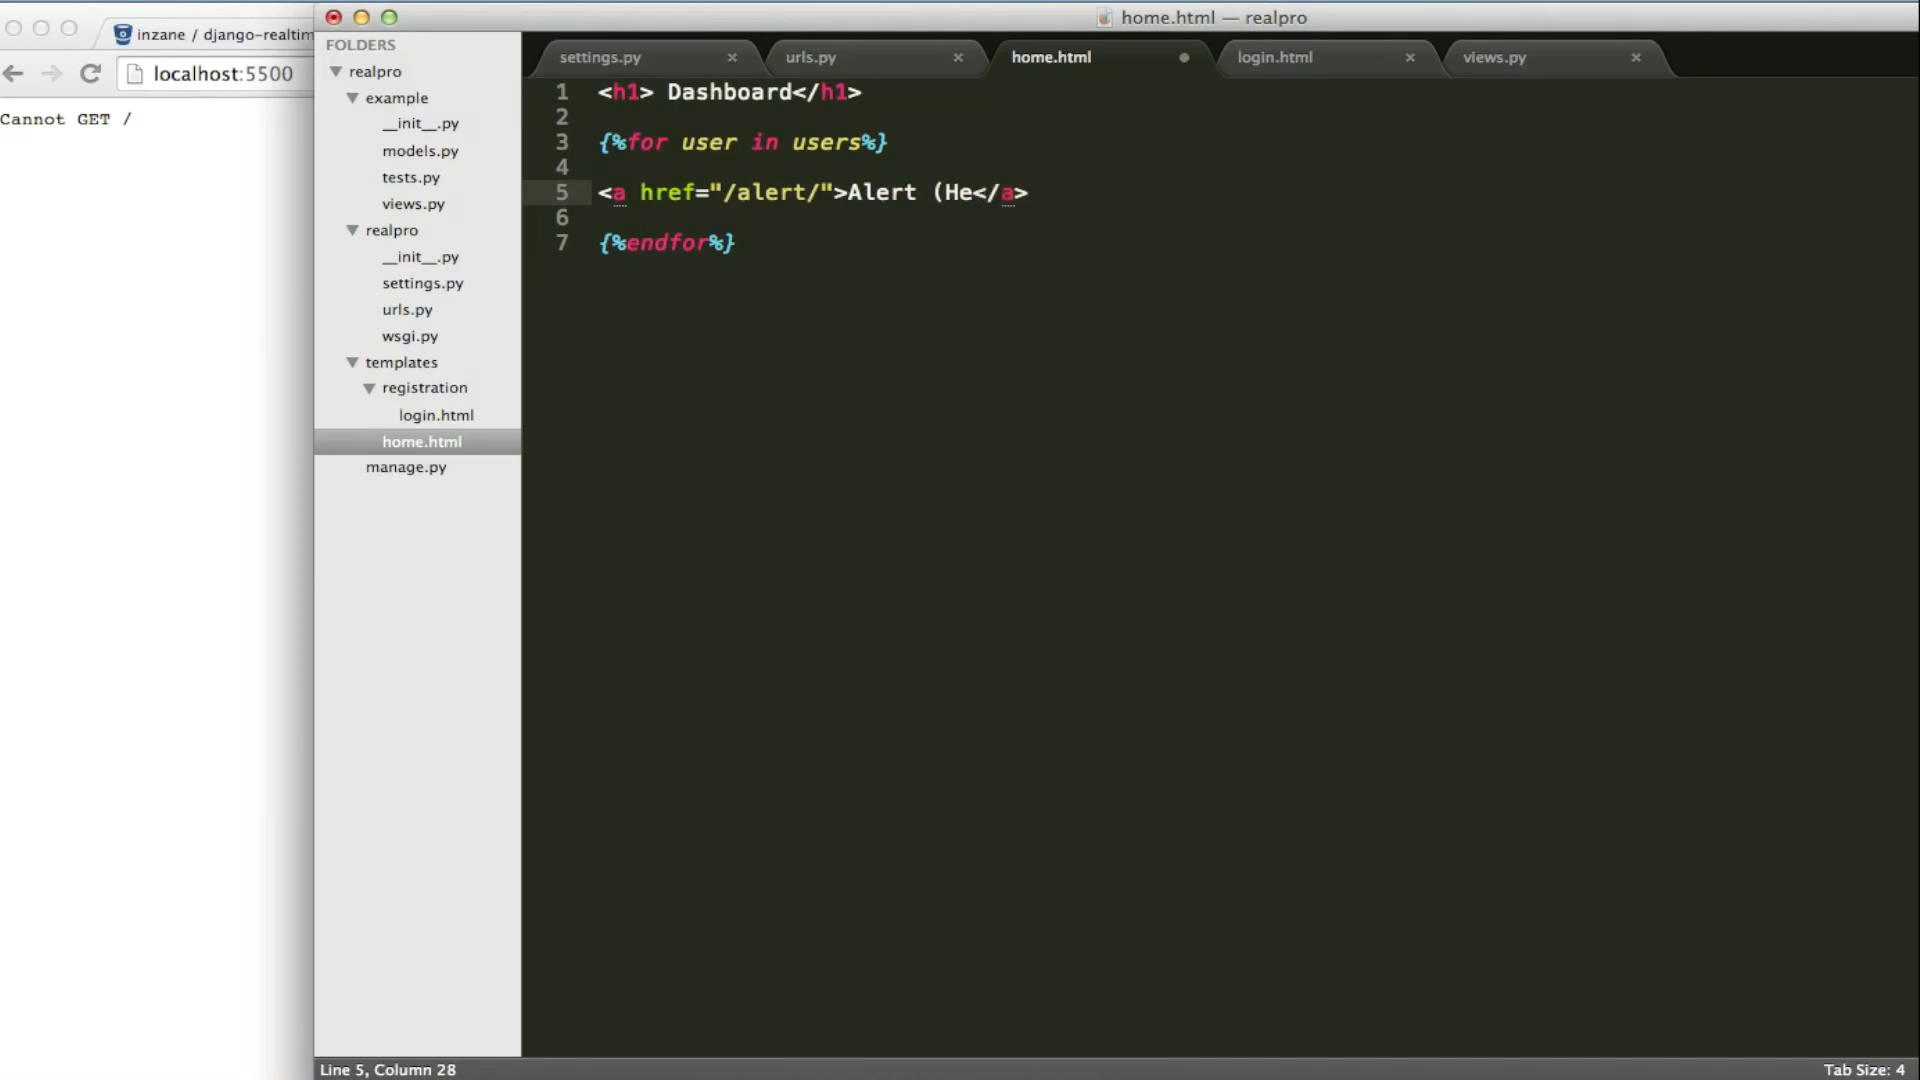 inzane / django-realtim
localhost:5500
Cannot GET /
home.html — realpro
FOLDERS
realpro
example
__init__.py
models.py
tests.py
views.py
realpro
__init__.py
settings.py
urls.py
wsgi.py
templates
registration
login.html
home.html
manage.py
settings.py
urls.py
home.html
login.html
views.py
1 <h1> Dashboard</h1>
2
3 {%for user in users%}
4
5 <a href="/alert/">Alert (He</a>
6
7 {%endfor%}
Line 5, Column 28
Tab Size: 4